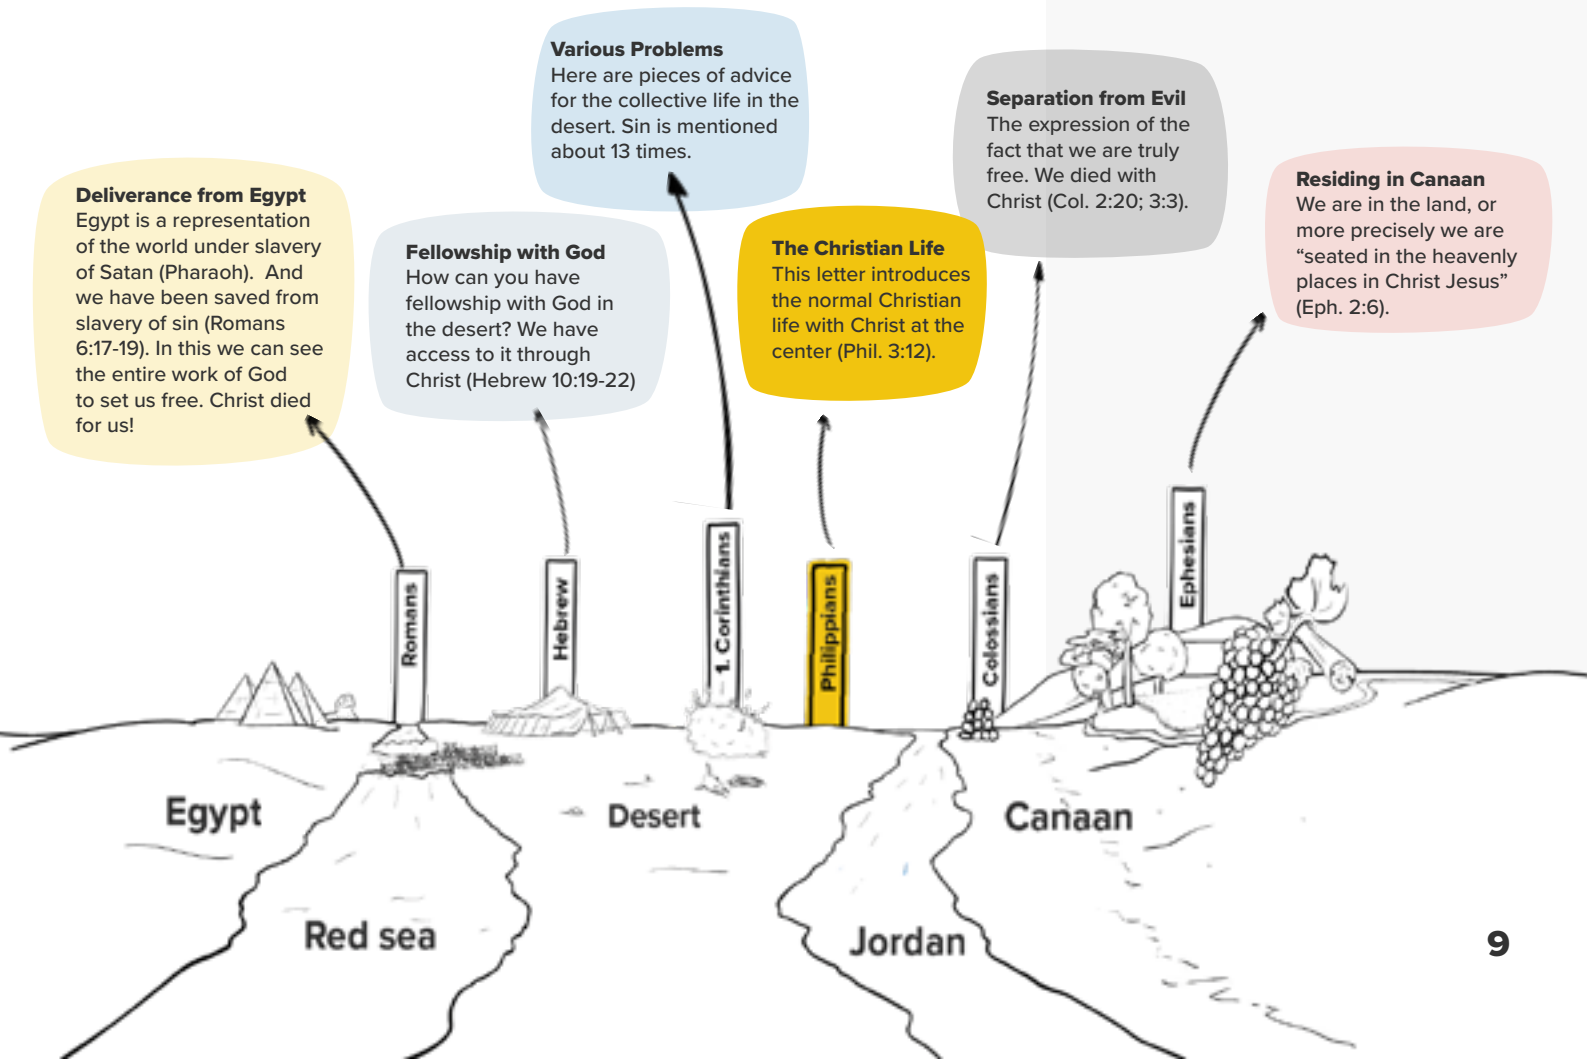 Various Problems
Here are pieces of advice
for the collective life in the
desert. Sin is mentioned
about 13 times.
Separation from Evil
The expression of the
fact that we are truly
free. We died with
Christ (Col. 2:20; 3:3).
Deliverance from Egypt
Egypt is a representation
of the world under slavery
of Satan (Pharaoh).  And
we have been saved from
slavery of sin (Romans
6:17-19). In this we can see
the entire work of God
to set us free. Christ died
for us!
Fellowship with God
How can you have
fellowship with God in
the desert? We have
access to it through
Christ (Hebrew 10:19-22)
The Christian Life
This letter introduces
the normal Christian
life with Christ at the
center (Phil. 3:12).
Residing in Canaan
We are in the land, or
more precisely we are
“seated in the heavenly
places in Christ Jesus”
(Eph. 2:6).
Romans
Hebrew
1. Corinthians
Philippians
Colossians
Ephesians
Egypt
Desert
Canaan
Red sea
Jordan
9